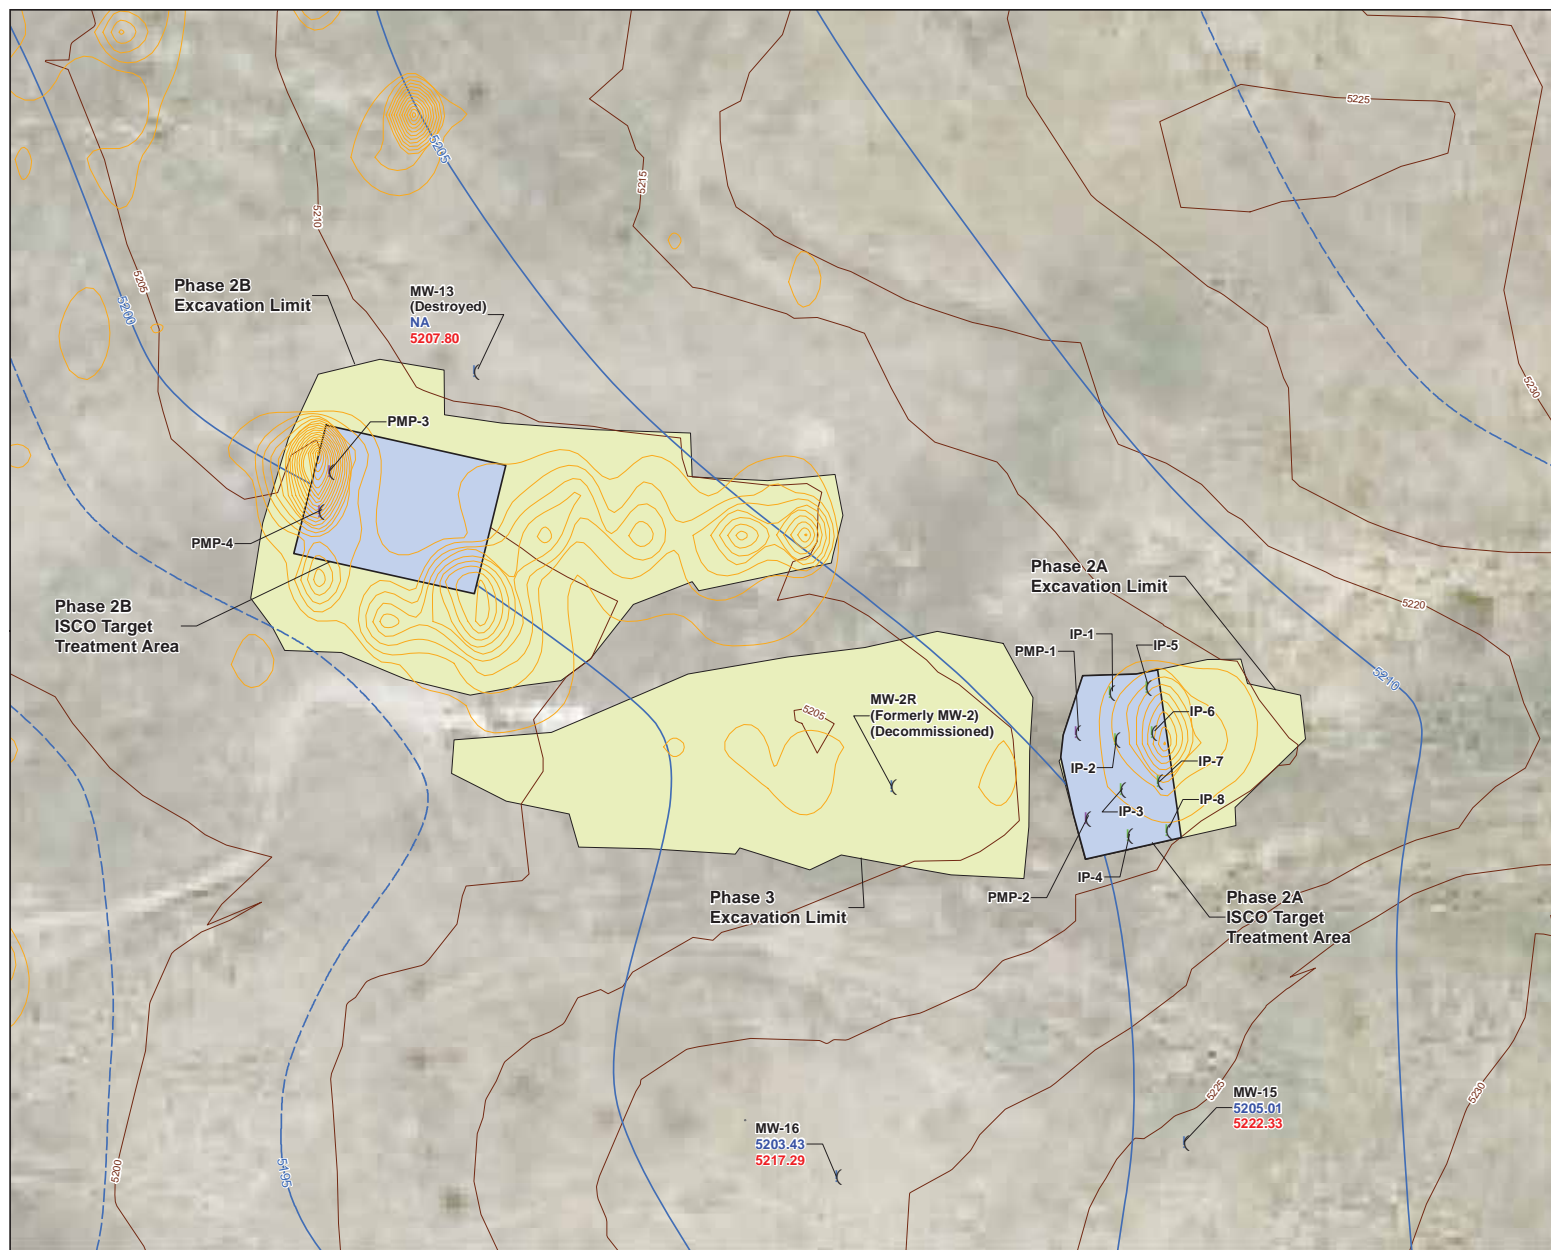 5225
5205
5215
5210
5205
5200
Phase 2B
Excavation Limit
MW-13
(Destroyed)
NA
5207.80
5230
PMP-3
PMP-4
Phase 2B
ISCO Target
Treatment Area
Phase 2A
Excavation Limit
5220
IP-1
IP-5
PMP-1
5210
MW-2R
(Formerly MW-2)
(Decommissioned)
5205
IP-6
IP-2
IP-7
IP-8
IP-3
IP-4
PMP-2
Phase 3
Excavation Limit
Phase 2A
ISCO Target
Treatment Area
5225
5230
MW-15
5205.01
5222.33
MW-16
5203.43
5217.29
5200
5195